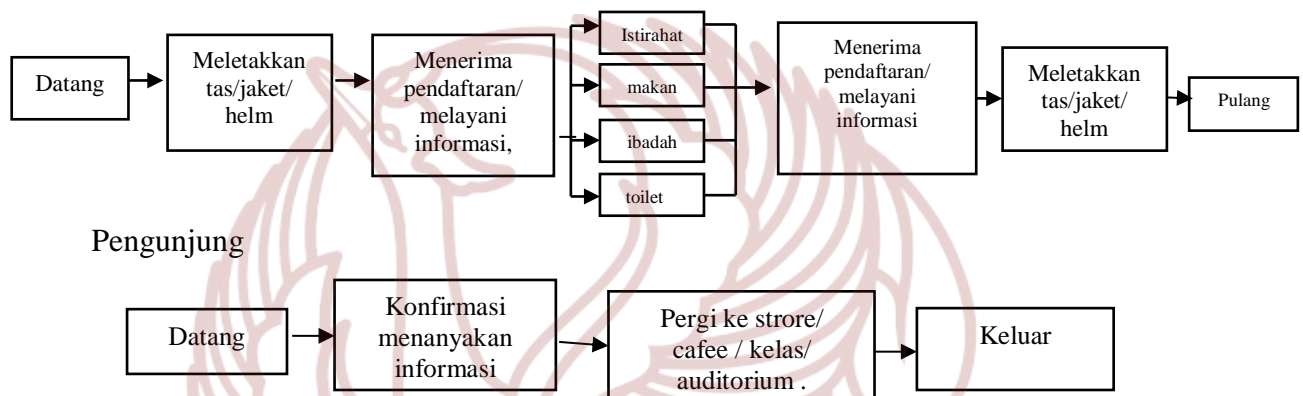 Datang
Meletakkan
tas/jaket/
helm
Menerima
pendaftaran/
melayani
informasi,
Istirahat
makan
ibadah
toilet
Menerima
pendaftaran/
melayani
informasi
Meletakkan
tas/jaket/
helm
Pulang
Pengunjung
Datang
Konfirmasi
menanyakan
informasi
Pergi ke strore/
cafee / kelas/
auditorium .
Keluar